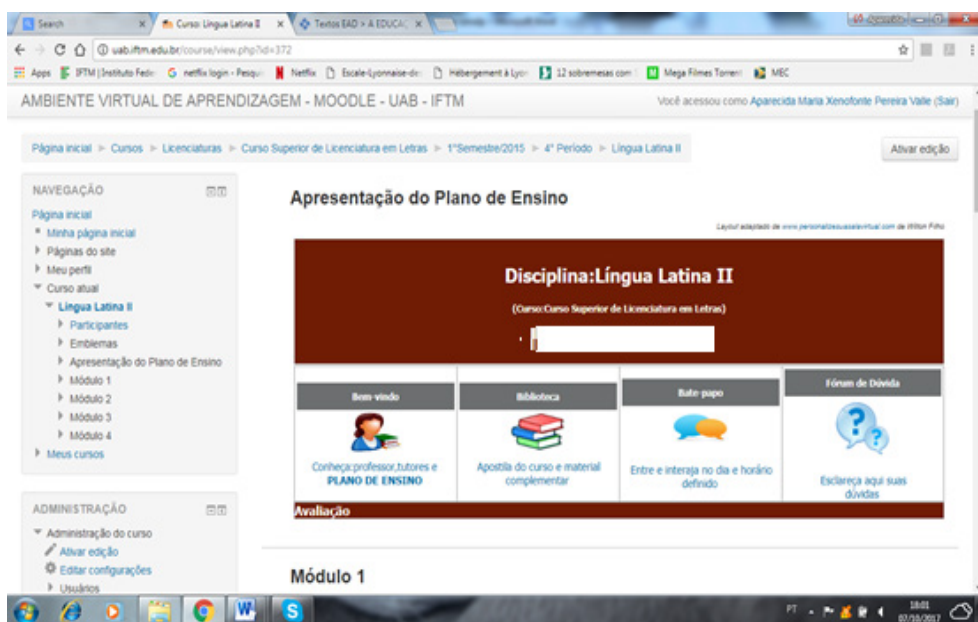 Search
Curso: Língua Latina II
Textos EAD > A EDUCAÇ
uab.iftm.edu.br/course/view.php?id=372
Apps
IFTM | Instituto Fede
netflix login - Pesqui
Netflix
Escale-Lyonnaise-de
Hébergement à Lyon
12 sobremesas com
Mega Filmes Torrent
MEC
AMBIENTE VIRTUAL DE APRENDIZAGEM - MOODLE - UAB - IFTM
Você acessou como Aparecida Maria Xenofonte Pereira Valle (Sair)
Página inicial ► Cursos ► Licenciaturas ► Curso Superior de Licenciatura em Letras ► 1°Semestre/2015 ► 4° Período ► Língua Latina II
Ativar edição
NAVEGAÇÃO
Página inicial
Minha página inicial
Páginas do site
Meu perfil
Curso atual
Língua Latina II
Participantes
Emblemas
Apresentação do Plano de Ensino
Módulo 1
Módulo 2
Módulo 3
Módulo 4
Meus cursos
ADMINISTRAÇÃO
Administração do curso
Ativar edição
Editar configurações
Usuários
Apresentação do Plano de Ensino
Layout adaptado de www.personalizesuasalavirtual.com de Wilton Filho
Disciplina:Língua Latina II
(Curso:Curso Superior de Licenciatura em Letras)
Bem-vindo
Conheça:professor,tutores e
PLANO DE ENSINO
Biblioteca
Apostila do curso e material
complementar
Bate-papo
Entre e interaja no dia e horário
definido
Fórum de Dúvida
Esclareça aqui suas
dúvidas
Avaliação
Módulo 1
PT
18:01
07/10/2017